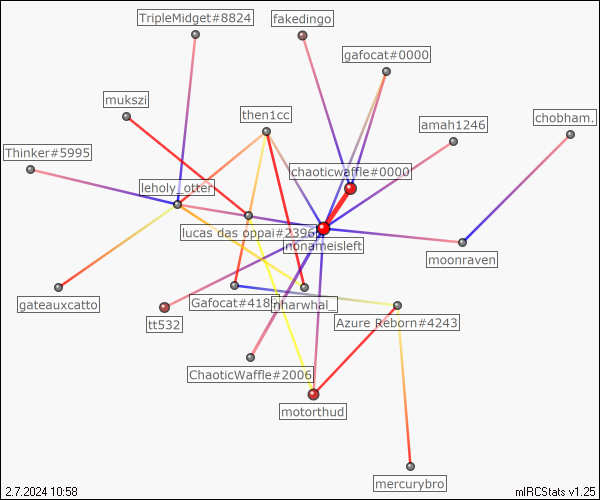 TripleMidget#8824
fakedingo
gafocat#0000
mukszi
then1cc
amah1246
chobham.
Thinker#5995
chaoticwaffle#0000
leholy_otter
lucas das oppai#2396
nonameisleft
moonraven
gateauxcatto
Gafocat#418
nharwhal_
tt532
Azure Reborn#4243
ChaoticWaffle#2006
motorthud
mercurybro
2.7.2024 10:58
mIRCStats v1.25